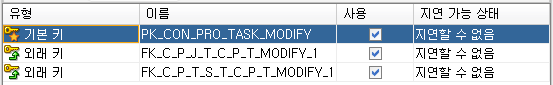 유형 이름 사용 지연 가능 상태
기본 키 PK_CON_PRO_TASK_MODIFY 지연할 수 없음
외래 키 FK_C_P_J_T_C_P_T_MODIFY_1 지연할 수 없음
외래 키 FK_C_P_T_S_T_C_P_T_MODIFY_1 지연할 수 없음